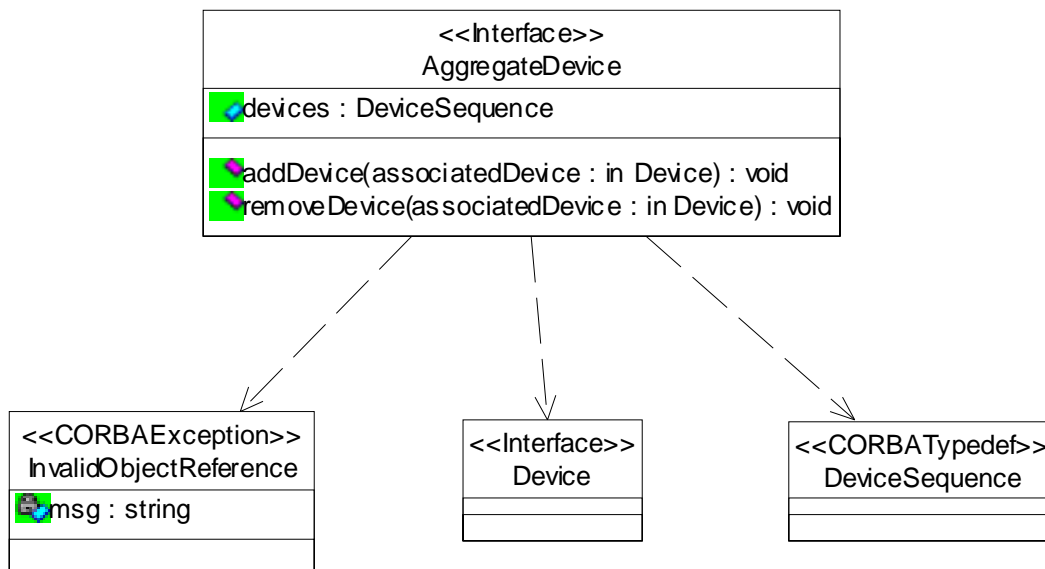 <<Interface>>
AggregateDevice
devices : DeviceSequence
addDevice(associatedDevice : in Device) : void
removeDevice(associatedDevice : in Device) : void
<<CORBAException>>
InvalidObjectReference
msg : string
<<Interface>>
Device
<<CORBATypedef>>
DeviceSequence